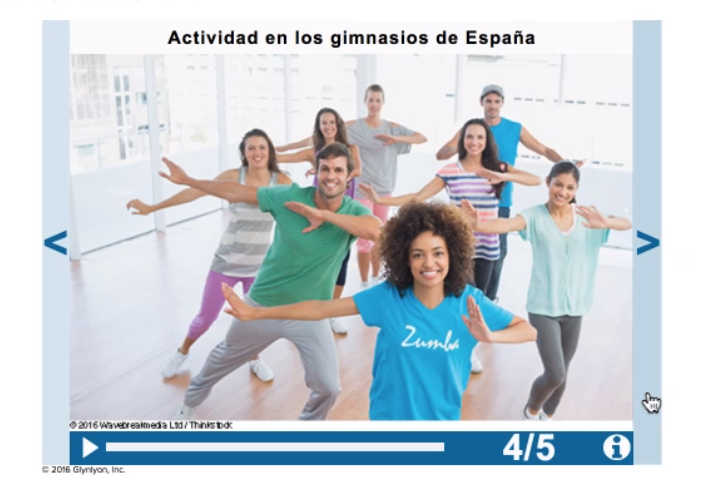 Actividad en los gimnasios de España
<
>
Zumba
© 2016 Wavebreakmedia Ltd / Thinkstock
4/5
i
© 2016 Glynlyon, Inc.